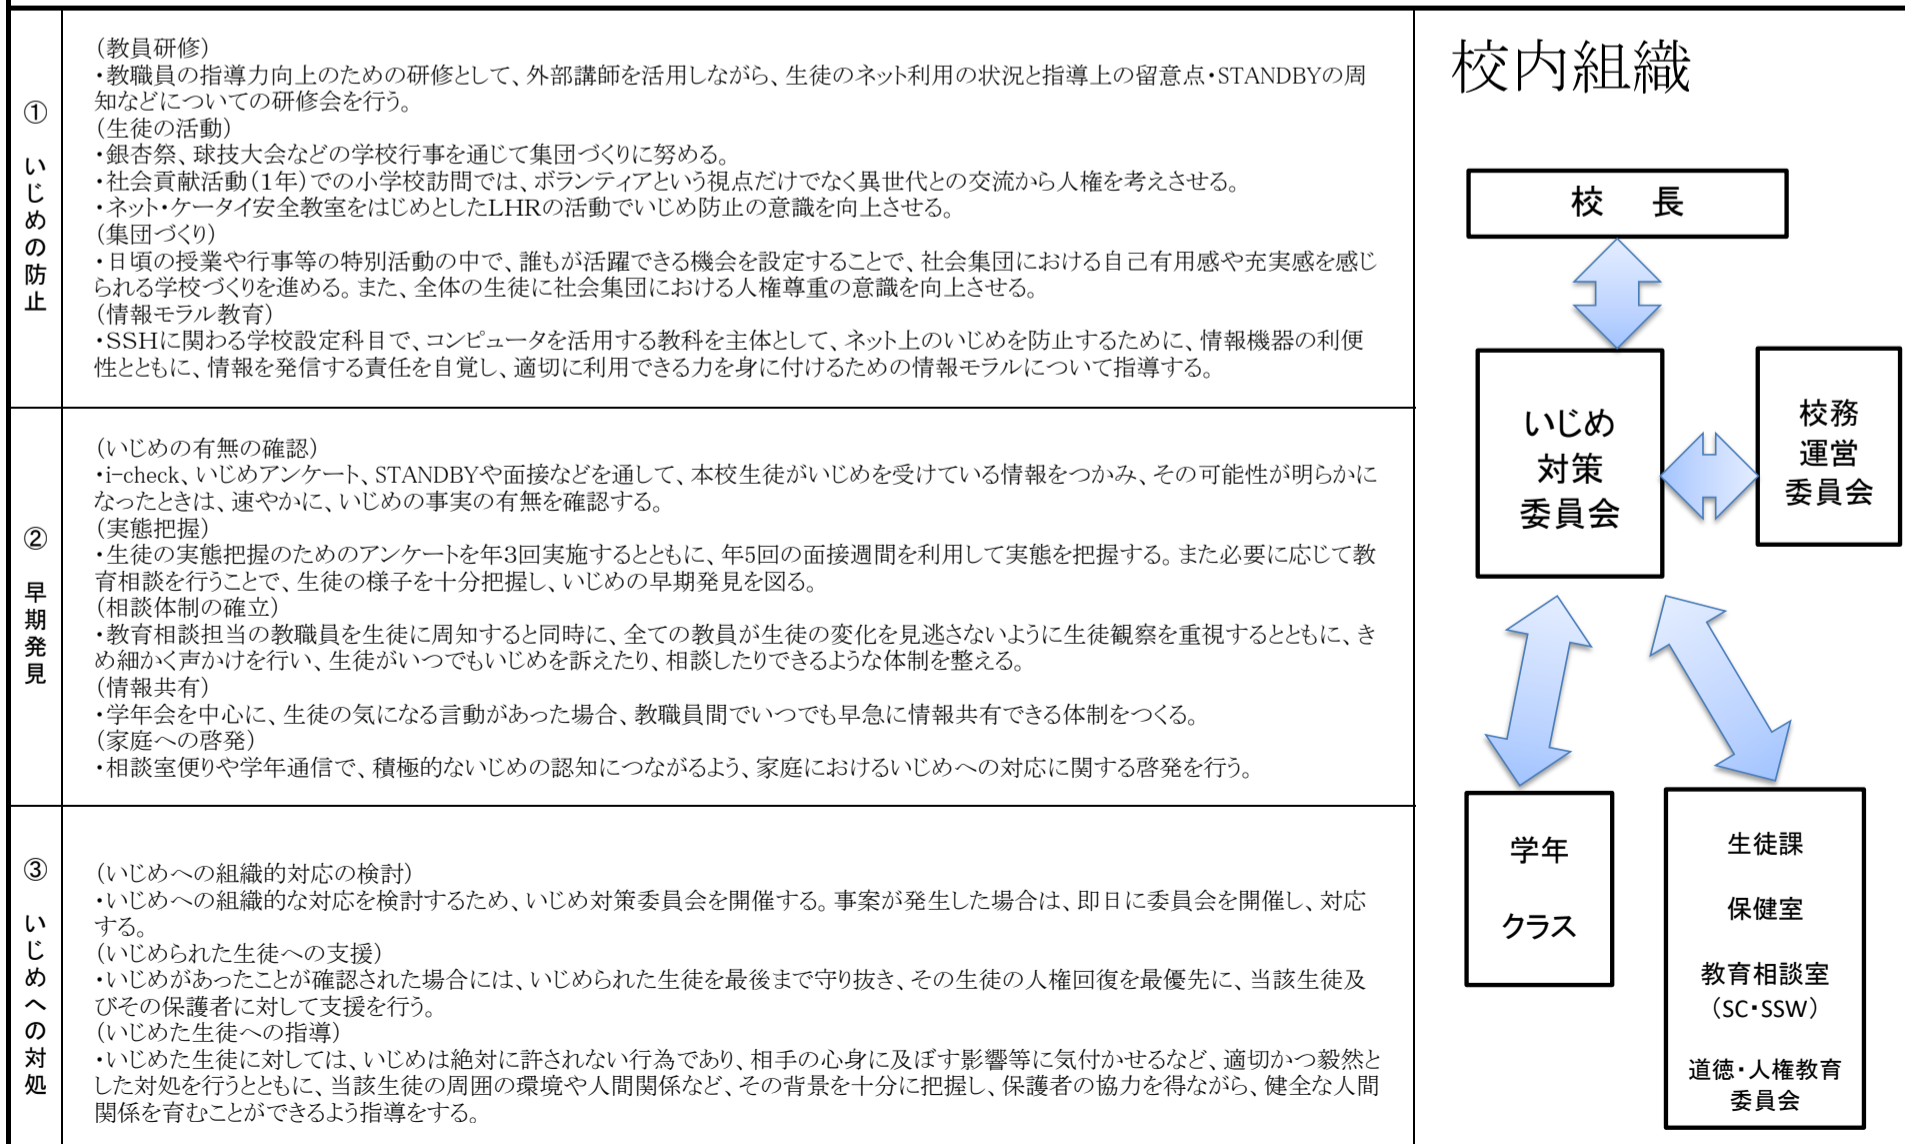 ① いじめの防止
（教員研修）
・教職員の指導力向上のための研修として、外部講師を活用しながら、生徒のネット利用の状況と指導上の留意点・STANDBYの周
知などについての研修会を行う。
（生徒の活動）
・銀杏祭、球技大会などの学校行事を通じて集団づくりに努める。
・社会貢献活動（１年）での小学校訪問では、ボランティアという視点だけでなく異世代との交流から人権を考えさせる。
・ネット・ケータイ安全教室をはじめとしたLHRの活動でいじめ防止の意識を向上させる。
（集団づくり）
・日頃の授業や行事等の特別活動の中で、誰もが活躍できる機会を設定することで、社会集団における自己有用感や充実感を感じ
られる学校づくりを進める。また、全体の生徒に社会集団における人権尊重の意識を向上させる。
（情報モラル教育）
・SSHに関わる学校設定科目で、コンピュータを活用する教科を主体として、ネット上のいじめを防止するために、情報機器の利便
性とともに、情報を発信する責任を自覚し、適切に利用できる力を身に付けるための情報モラルについて指導する。
② 早期発見
（いじめの有無の確認）
・i-check、いじめアンケート、STANDBYや面接などを通して、本校生徒がいじめを受けている情報をつかみ、その可能性が明らかに
なったときは、速やかに、いじめの事実の有無を確認する。
（実態把握）
・生徒の実態把握のためのアンケートを年3回実施するとともに、年5回の面接週間を利用して実態を把握する。また必要に応じて教
育相談を行うことで、生徒の様子を十分把握し、いじめの早期発見を図る。
（相談体制の確立）
・教育相談担当の教職員を生徒に周知すると同時に、全ての教員が生徒の変化を見逃さないように生徒観察を重視するとともに、き
め細かく声かけを行い、生徒がいつでもいじめを訴えたり、相談したりできるような体制を整える。
（情報共有）
・学年会を中心に、生徒の気になる言動があった場合、教職員間でいつでも早急に情報共有できる体制をつくる。
（家庭への啓発）
・相談室便りや学年通信で、積極的ないじめの認知につながるよう、家庭におけるいじめへの対応に関する啓発を行う。
③ いじめへの対処
（いじめへの組織的対応の検討）
・いじめへの組織的な対応を検討するため、いじめ対策委員会を開催する。事案が発生した場合は、即日に委員会を開催し、対応
する。
（いじめられた生徒への支援）
・いじめがあったことが確認された場合には、いじめられた生徒を最後まで守り抜き、その生徒の人権回復を最優先に、当該生徒及
びその保護者に対して支援を行う。
（いじめた生徒への指導）
・いじめた生徒に対しては、いじめは絶対に許されない行為であり、相手の心身に及ぼす影響等に気付かせるなど、適切かつ毅然と
した対処を行うとともに、当該生徒の周囲の環境や人間関係など、その背景を十分に把握し、保護者の協力を得ながら、健全な人間
関係を育むことができるよう指導をする。
校内組織
校　長
いじめ
対策
委員会
校務
運営
委員会
学年
クラス
生徒課
保健室
教育相談室
（SC・SSW）
道徳・人権教育
委員会